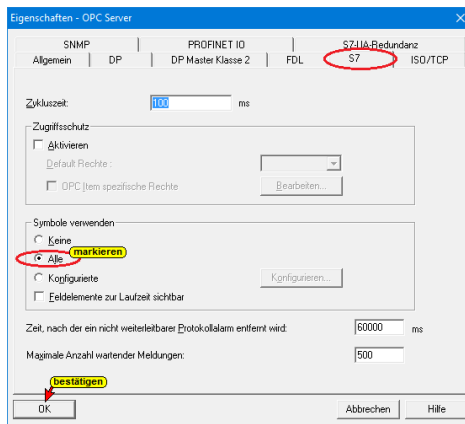 Eigenschaften - OPC Server
SNMP PROFINET IO S7-UA-Redundanz
Allgemein DP DP Master Klasse 2 FDL S7 ISO/TCP
Zykluszeit: 100 ms
Zugriffsschutz
Aktivieren
Default Rechte :
OPC Item spezifische Rechte Bearbeiten...
Symbole verwenden
Keine
markieren
Alle
Konfigurierte Konfigurieren...
Feldelemente zur Laufzeit sichtbar
Zeit, nach der ein nicht weiterleitbarer Protokollalarm entfernt wird: 60000 ms
Maximale Anzahl wartender Meldungen: 500
bestätigen
OK Abbrechen Hilfe